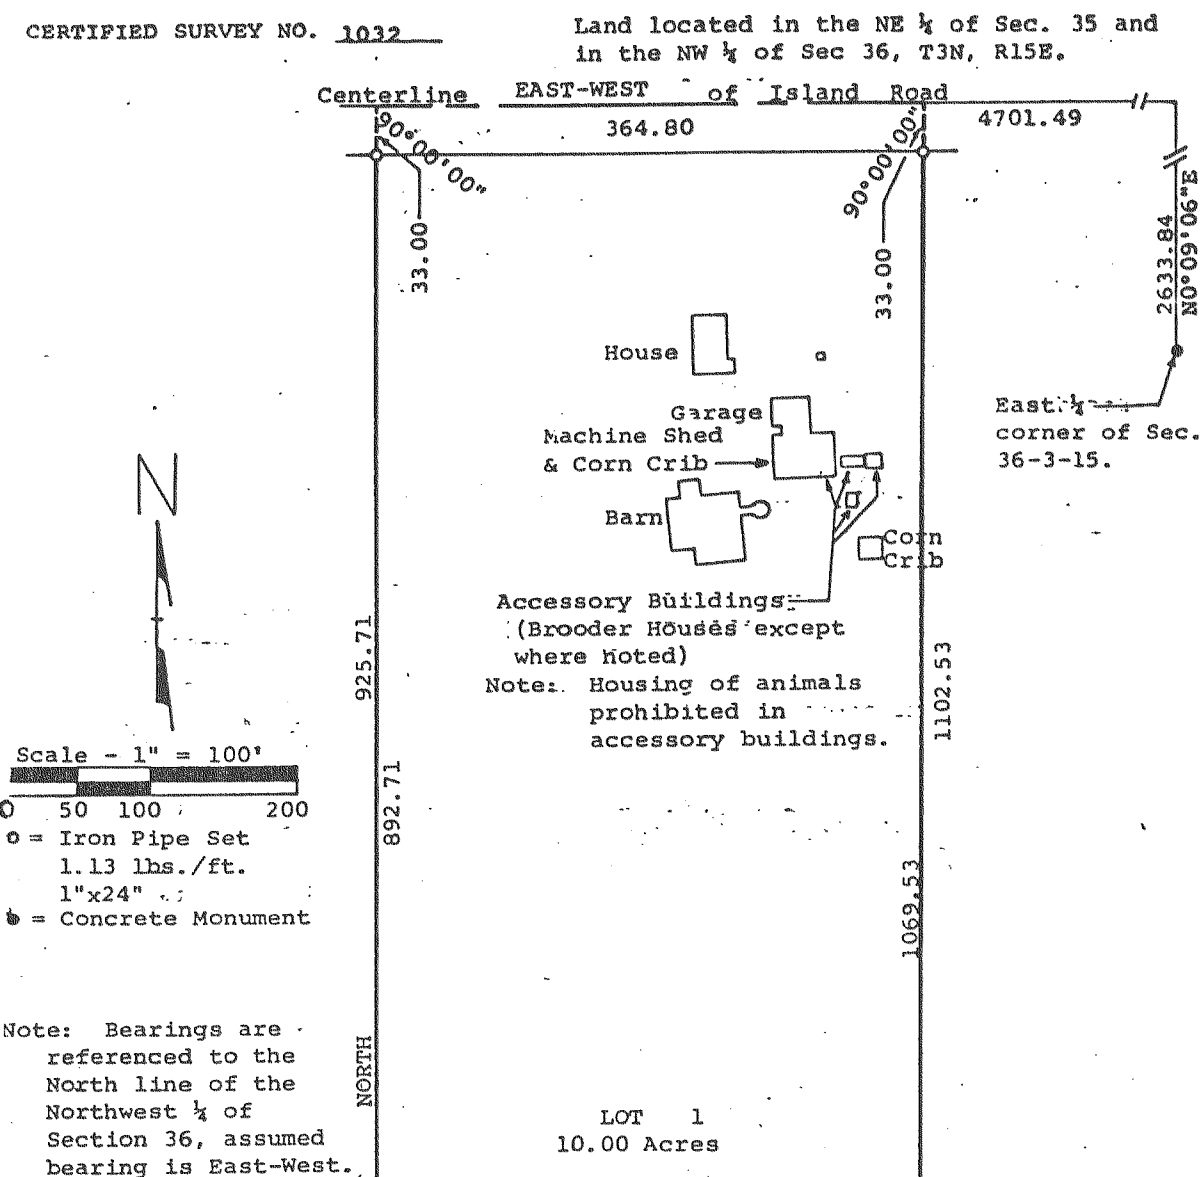 CERTIFIED SURVEY NO. 1032
Land located in the NE ¼ of Sec. 35 and
in the NW ¼ of Sec 36, T3N, R15E.
Centerline EAST-WEST of Island Road
364.80
4701.49
90°00'00"
90°00'00"
33.00
33.00
2633.84
N0°09'06"E
House
Garage
Machine Shed
& Corn Crib
Barn
East ¼
corner of Sec.
36-3-15.
Corn
Crib
N
Accessory Buildings
(Brooder Houses except
where noted)
Note: Housing of animals
prohibited in
accessory buildings.
925.71
892.71
1102.53
1069.53
Scale - 1" = 100'
0 50 100 200
o = Iron Pipe Set
1.13 lbs./ft.
1"x24"
= Concrete Monument
Note: Bearings are
referenced to the
North line of the
Northwest ¼ of
Section 36, assumed
bearing is East-West.
NORTH
LOT 1
10.00 Acres